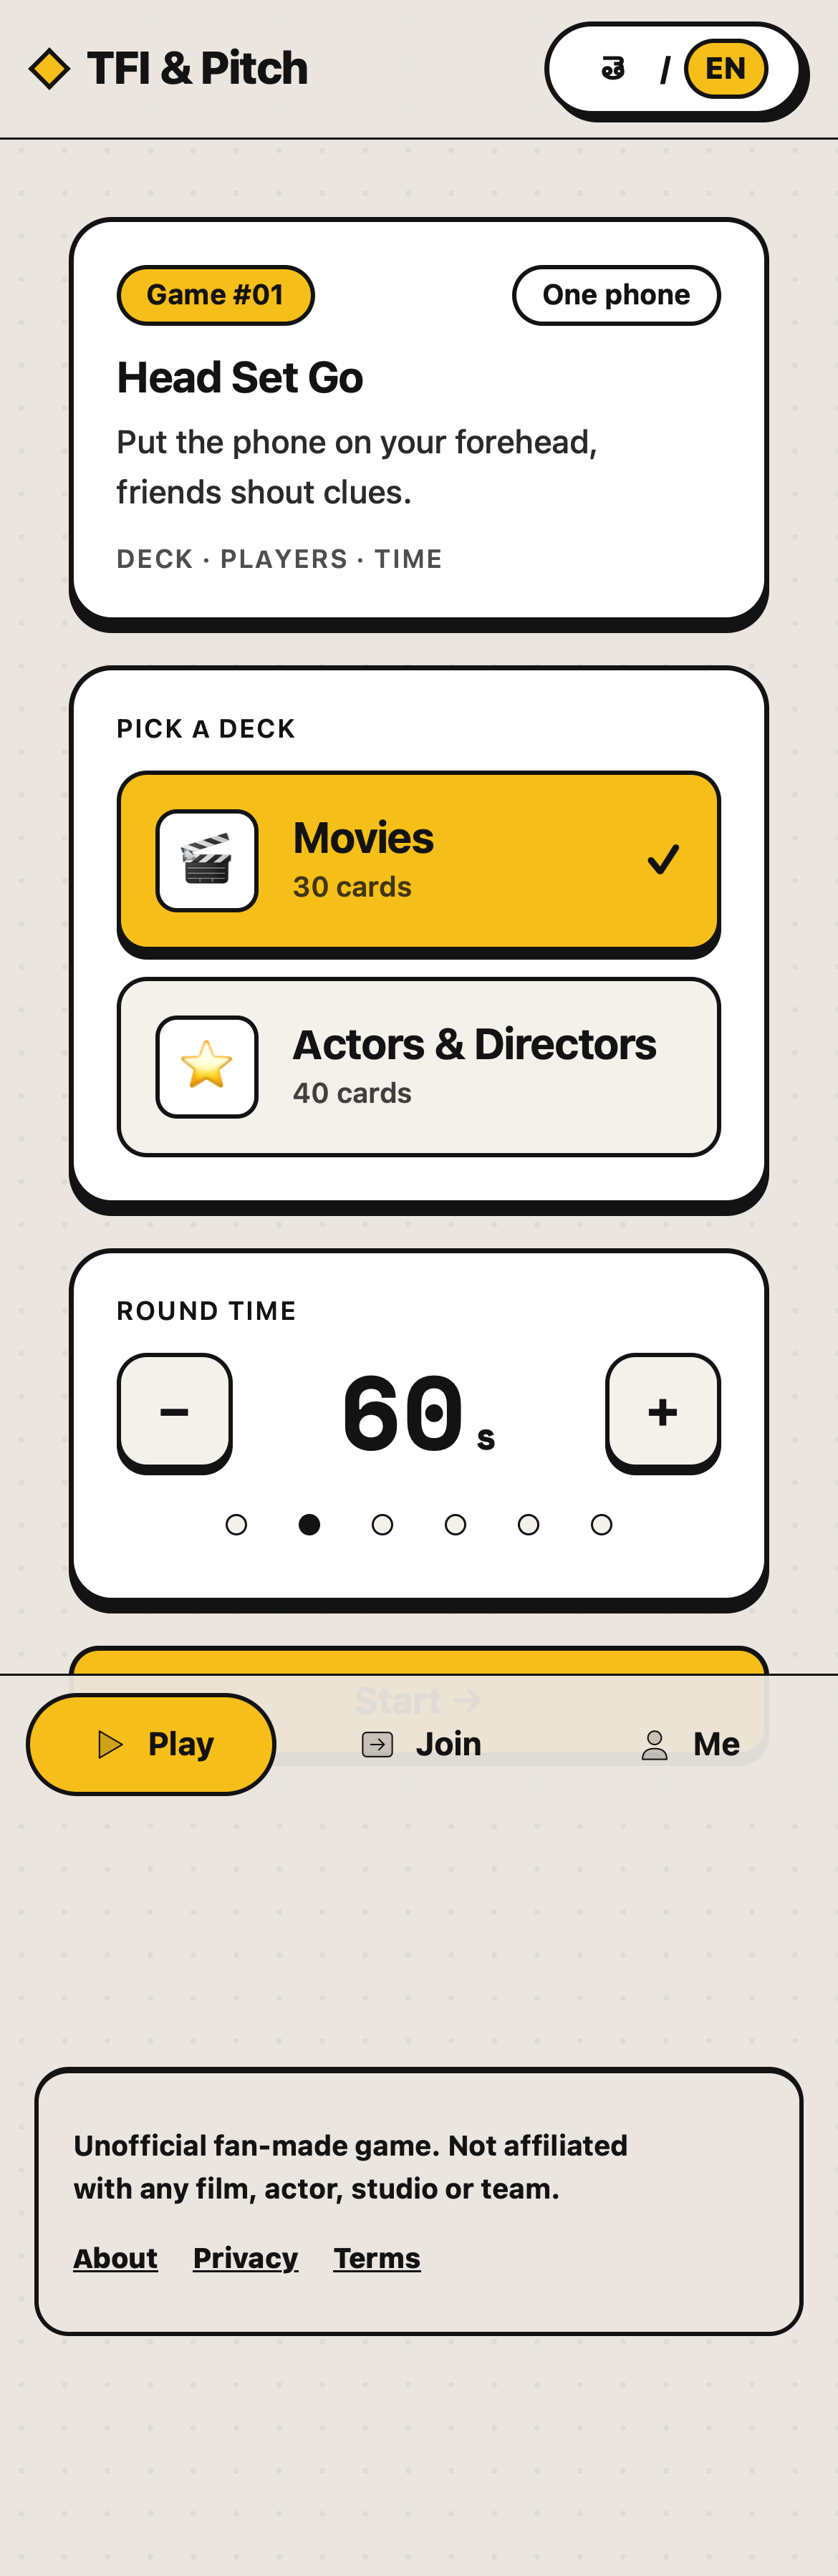 TFI & Pitch
తె / EN
Game #01
One phone
Head Set Go
Put the phone on your forehead,
friends shout clues.
DECK · PLAYERS · TIME
PICK A DECK
Movies
30 cards
Actors & Directors
40 cards
ROUND TIME
− 60 s +
Start →
Play
Join
Me
Unofficial fan-made game. Not affiliated
with any film, actor, studio or team.
About Privacy Terms